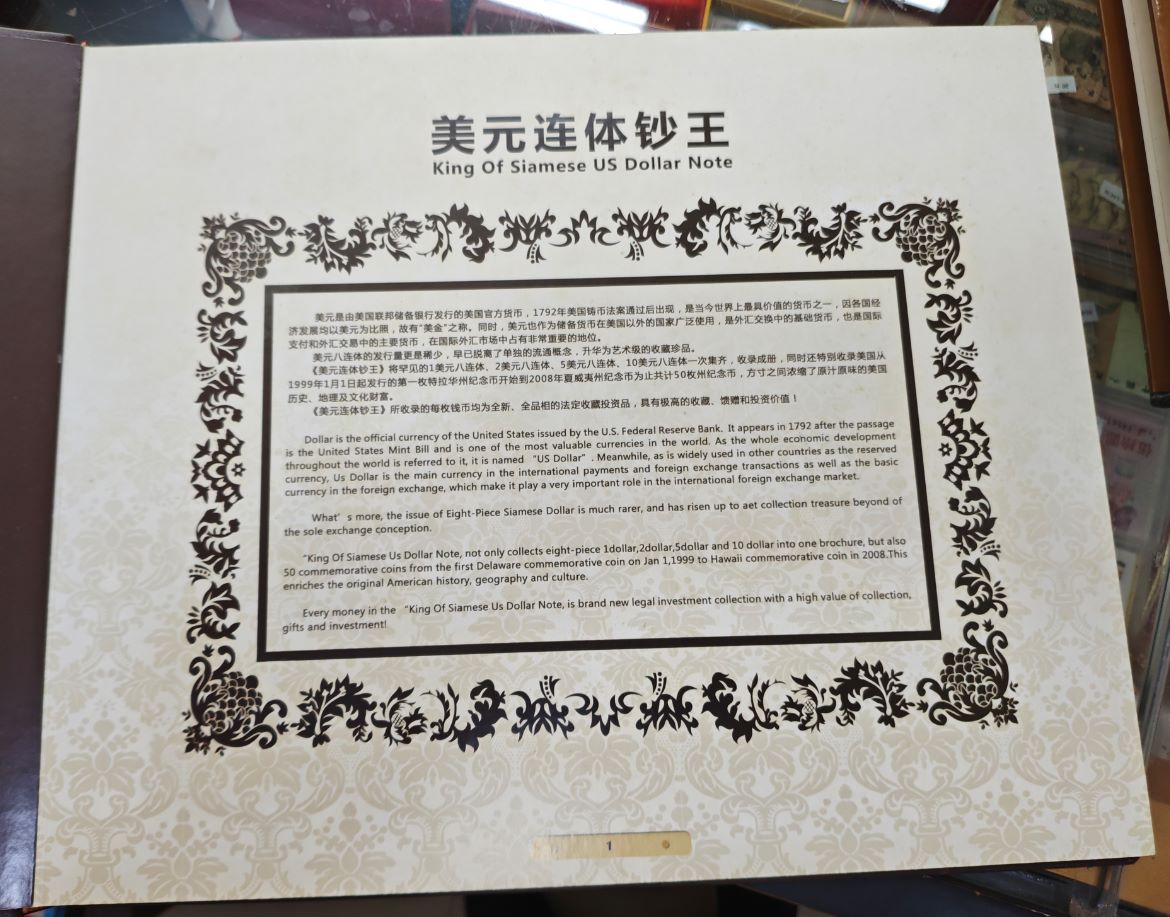 美元连体钞王
King Of Siamese US Dollar Note
美元是由美国联邦储备银行发行的美国官方货币，1792年美国铸币法案通过后出现，是当今世界上最具价值的货币之一，因各国经
济发展均以美元为比照，故有“美金”之称。同时，美元也作为储备货币在美国以外的国家广泛使用，是外汇交换中的基础货币，也是国际
支付和外汇交易中的主要货币，在国际外汇市场中占有非常重要的地位。
美元八连体的发行量更是稀少，早已脱离了单独的流通概念，升华为艺术级的收藏珍品。
《美元连体钞王》将罕见的1美元八连体、2美元八连体、5美元八连体、10美元八连体一次集齐，收录成册，同时还特别收录美国从
1999年1月1日起发行的第一枚特拉华州纪念币开始到2008年夏威夷州纪念币为止共计50枚州纪念币，方寸之间浓缩了原汁原味的美国
历史、地理及文化财富。
《美元连体钞王》所收录的每枚钱币均为全新、全品相的法定收藏投资品，具有极高的收藏、馈赠和投资价值！
Dollar is the official currency of the United States issued by the U.S. Federal Reserve Bank. It appears in 1792 after the passage
is the United States Mint Bill and is one of the most valuable currencies in the world. As the whole economic development
throughout the world is referred to it, it is named “US Dollar”. Meanwhile, as is widely used in other countries as the reserved
currency, Us Dollar is the main currency in the international payments and foreign exchange transactions as well as the basic
currency in the foreign exchange, which make it play a very important role in the international foreign exchange market.
What’s more, the issue of Eight-Piece Siamese Dollar is much rarer, and has risen up to aet collection treasure beyond of
the sole exchange conception.
“King Of Siamese Us Dollar Note, not only collects eight-piece 1dollar,2dollar,5dollar and 10 dollar into one brochure, but also
50 commemorative coins from the first Delaware commemorative coin on Jan 1,1999 to Hawaii commemorative coin in 2008.This
enriches the original American history, geography and culture.
Every money in the “King Of Siamese Us Dollar Note, is brand new legal investment collection with a high value of collection,
gifts and investment!
1